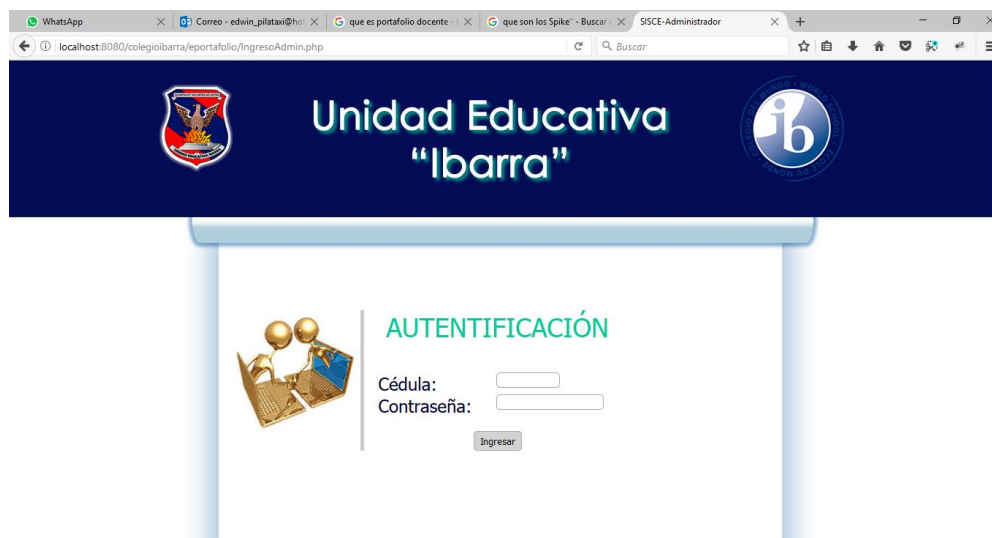 WhatsApp
Correo - edwin_pilataxi@hot
que es portafolio docente -
que son los Spike" - Buscar c
SISCE-Administrador
localhost:8080/colegioibarra/eportafolio/IngresoAdmin.php
Buscar
Unidad Educativa
“Ibarra”
ib
AUTENTIFICACIÓN
Cédula:
Contraseña:
Ingresar